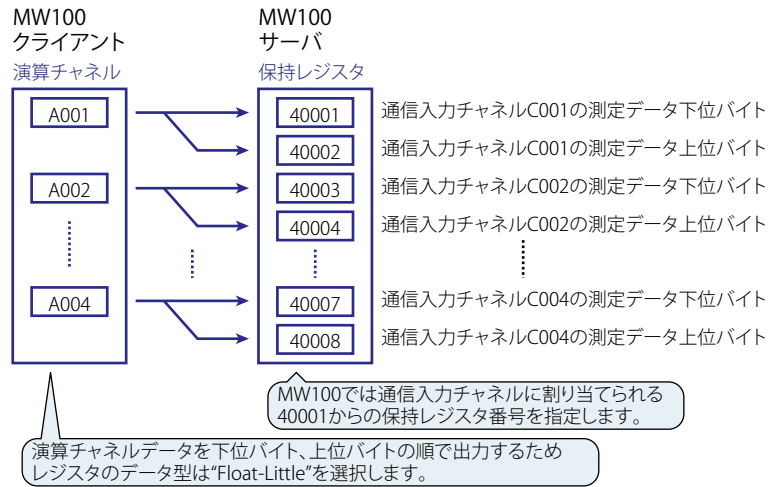 MW100
クライアント
演算チャネル
MW100
サーバ
保持レジスタ
A001
40001
通信入力チャネルC001の測定データ下位バイト
40002
通信入力チャネルC001の測定データ上位バイト
A002
40003
通信入力チャネルC002の測定データ下位バイト
40004
通信入力チャネルC002の測定データ上位バイト
A004
40007
通信入力チャネルC004の測定データ下位バイト
40008
通信入力チャネルC004の測定データ上位バイト
MW100では通信入力チャネルに割り当てられる
40001からの保持レジスタ番号を指定します。
演算チャネルデータを下位バイト、上位バイトの順で出力するため
レジスタのデータ型は“Float-Little”を選択します。